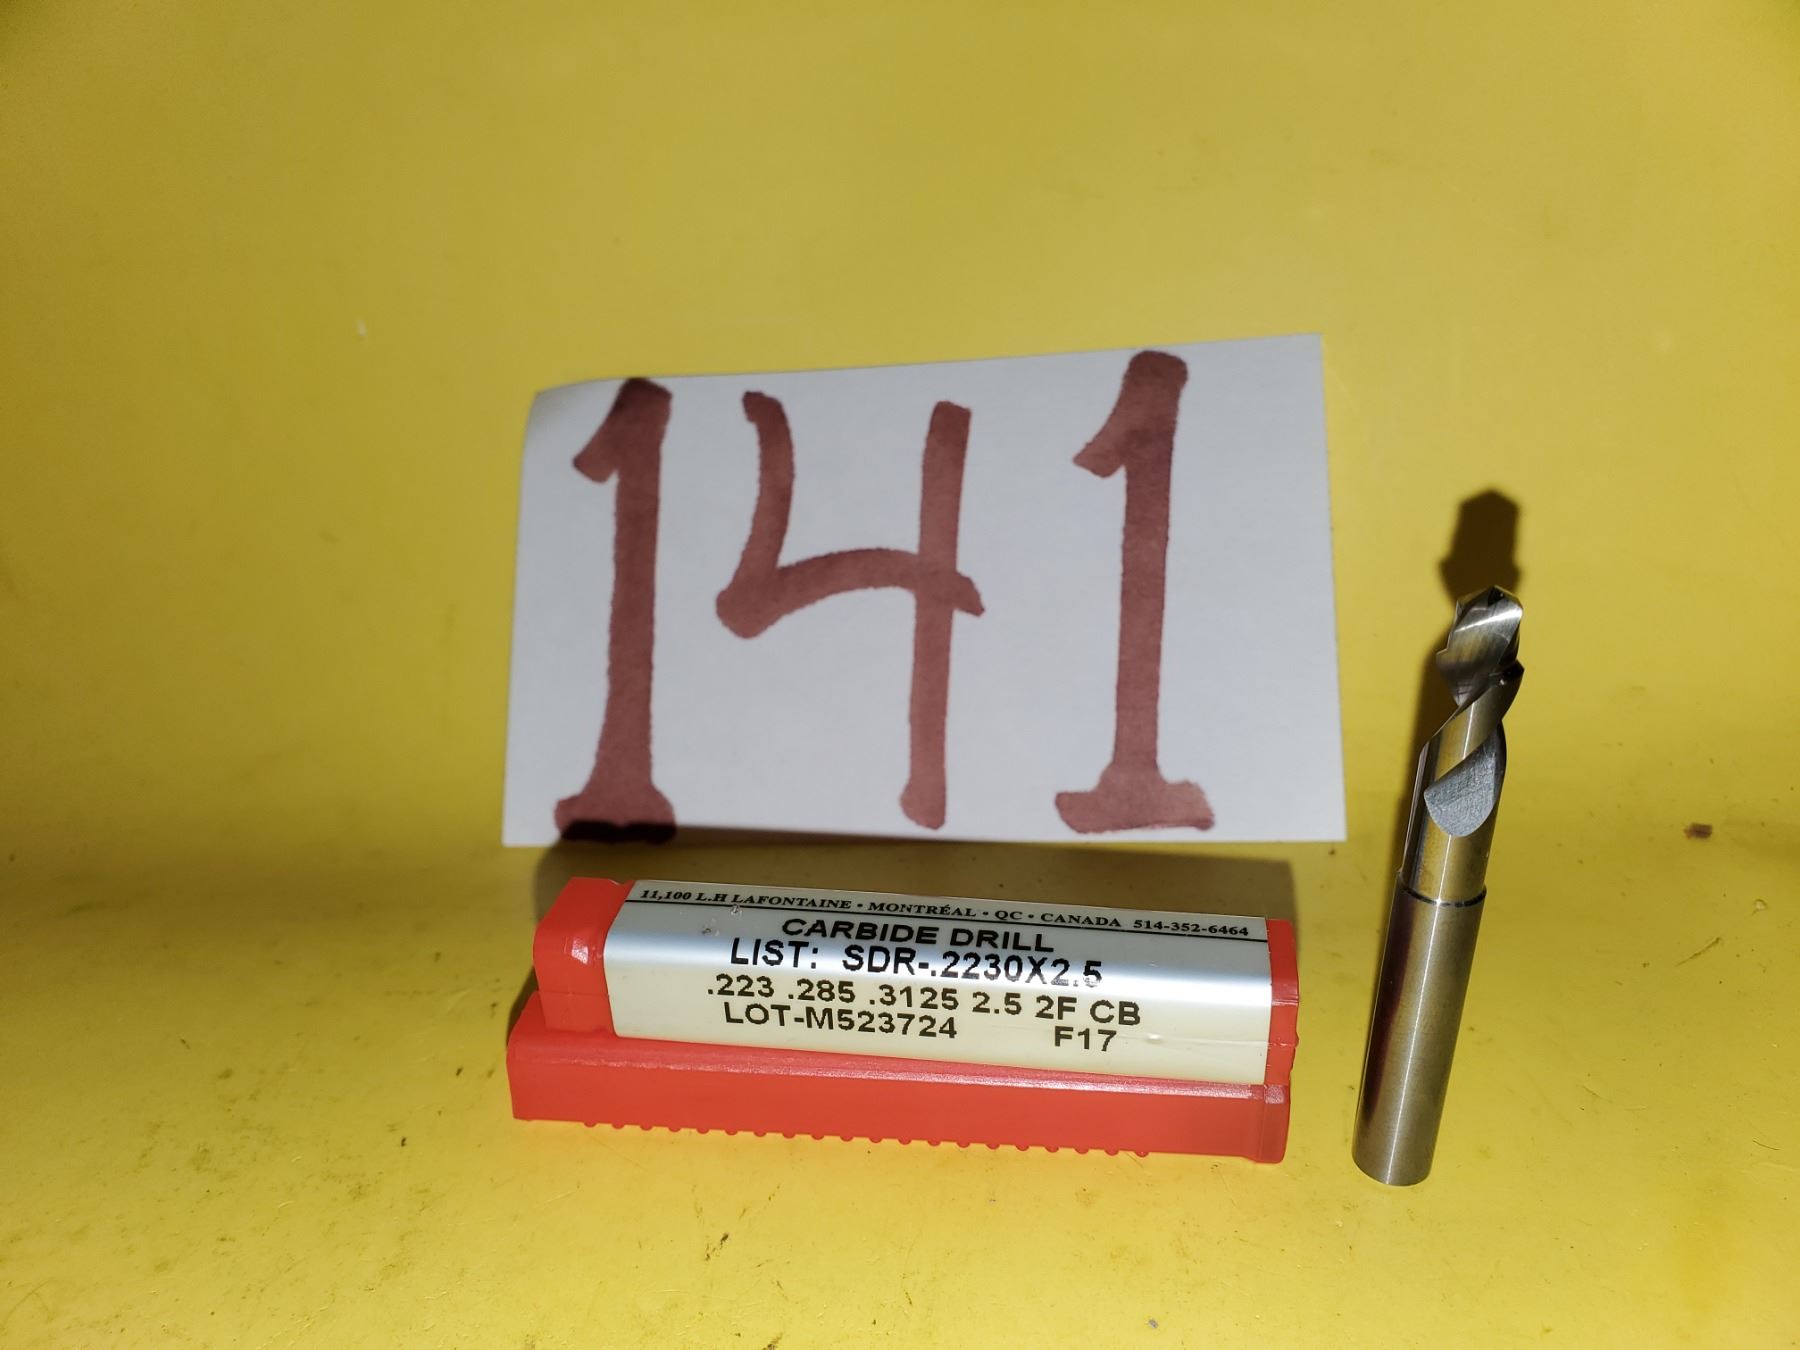 141
11,100 L.H LAFONTAINE • MONTRÉAL • QC • CANADA 514-352-6464
CARBIDE DRILL
LIST: SDR-.2230X2.5
.223 .285 .3125 2.5 2F CB
LOT-M523724 F17